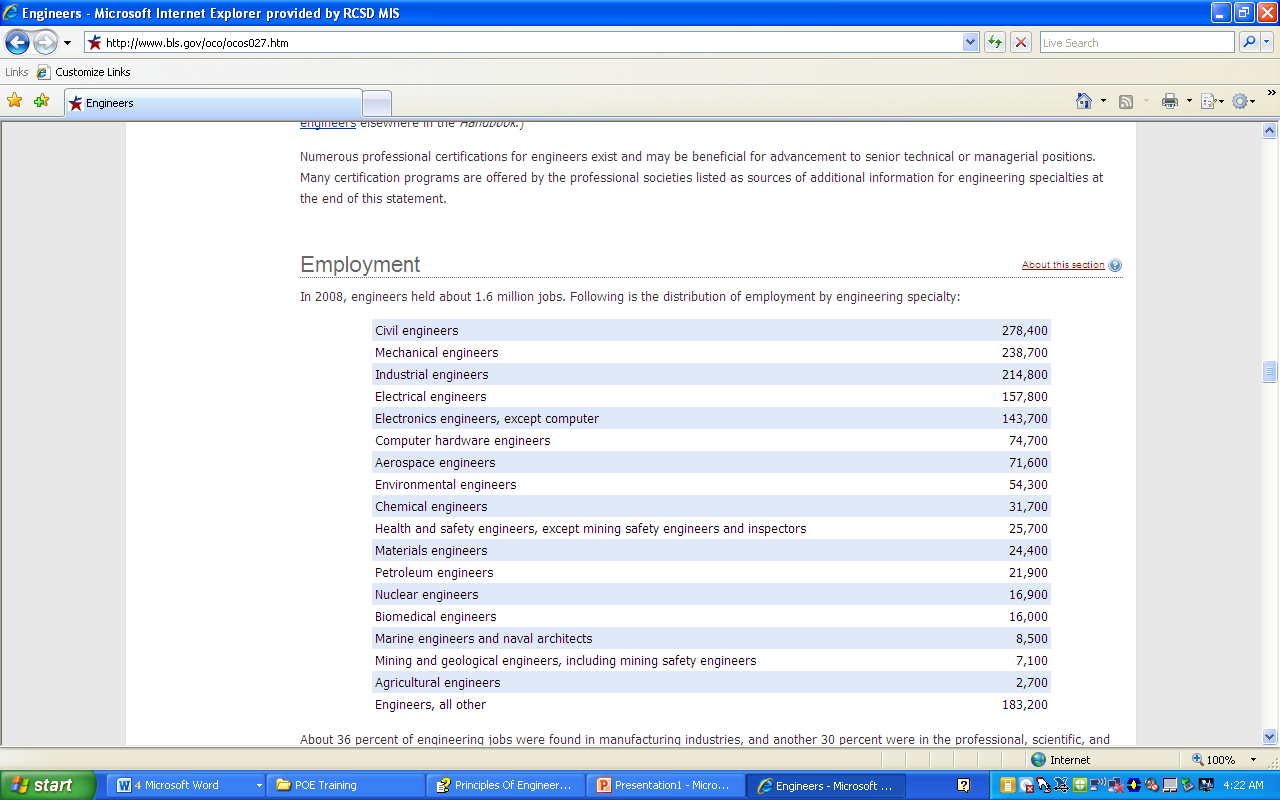 Engineers - Microsoft Internet Explorer provided by RCSD MIS
http://www.bls.gov/oco/ocos027.htm
Live Search
Links Customize Links
Engineers
engineers elsewhere in the Handbook.)
Numerous professional certifications for engineers exist and may be beneficial for advancement to senior technical or managerial positions.
Many certification programs are offered by the professional societies listed as sources of additional information for engineering specialties at
the end of this statement.
Employment About this section
In 2008, engineers held about 1.6 million jobs. Following is the distribution of employment by engineering specialty:
Civil engineers 278,400
Mechanical engineers 238,700
Industrial engineers 214,800
Electrical engineers 157,800
Electronics engineers, except computer 143,700
Computer hardware engineers 74,700
Aerospace engineers 71,600
Environmental engineers 54,300
Chemical engineers 31,700
Health and safety engineers, except mining safety engineers and inspectors 25,700
Materials engineers 24,400
Petroleum engineers 21,900
Nuclear engineers 16,900
Biomedical engineers 16,000
Marine engineers and naval architects 8,500
Mining and geological engineers, including mining safety engineers 7,100
Agricultural engineers 2,700
Engineers, all other 183,200
About 36 percent of engineering jobs were found in manufacturing industries, and another 30 percent were in the professional, scientific, and
Internet 100%
start 4 Microsoft Word POE Training Principles Of Engineer... Presentation1 - Micro... Engineers - Microsoft ... 4:22 AM